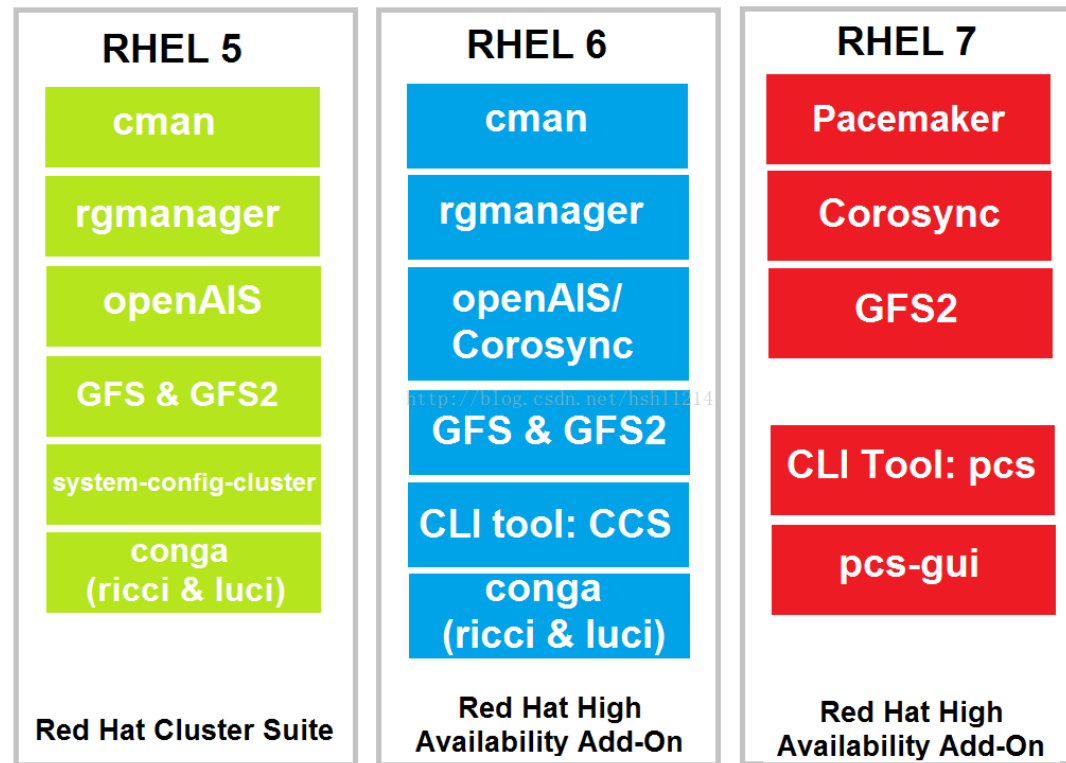 RHEL 5
cman
rgmanager
openAIS
GFS & GFS2
system-config-cluster
conga
(ricci & luci)
Red Hat Cluster Suite
RHEL 6
cman
rgmanager
openAIS/
Corosync
http://blog.csdn.net/hshl1214
GFS & GFS2
CLI tool: CCS
conga
(ricci & luci)
Red Hat High
Availability Add-On
RHEL 7
Pacemaker
Corosync
GFS2
CLI Tool: pcs
pcs-gui
Red Hat High
Availability Add-On